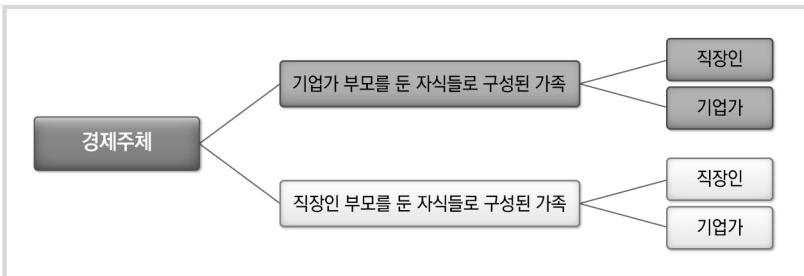 경제주체
기업가 부모를 둔 자식들로 구성된 가족
직장인
기업가
직장인 부모를 둔 자식들로 구성된 가족
직장인
기업가